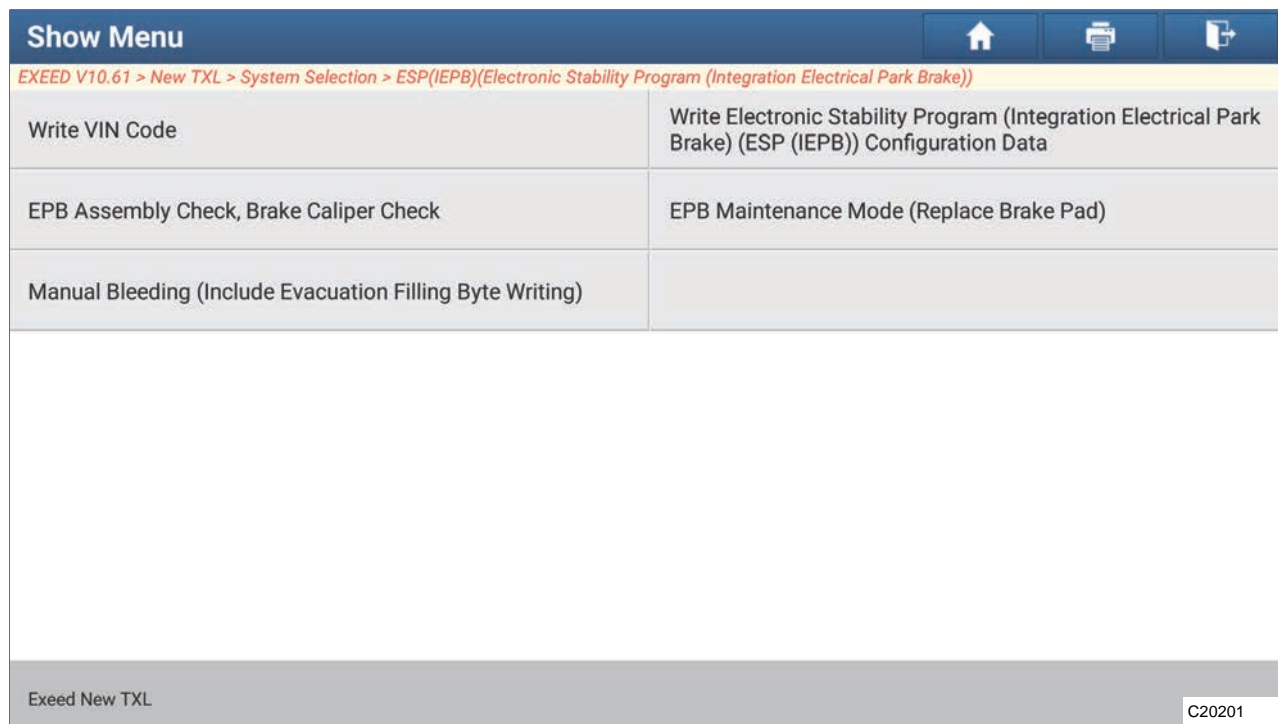 Show Menu
EXEED V10.61 > New TXL > System Selection > ESP(IEPB)(Electronic Stability Program (Integration Electrical Park Brake))
Write VIN Code
Write Electronic Stability Program (Integration Electrical Park
Brake) (ESP (IEPB)) Configuration Data
EPB Assembly Check, Brake Caliper Check
EPB Maintenance Mode (Replace Brake Pad)
Manual Bleeding (Include Evacuation Filling Byte Writing)
Exeed New TXL
C20201